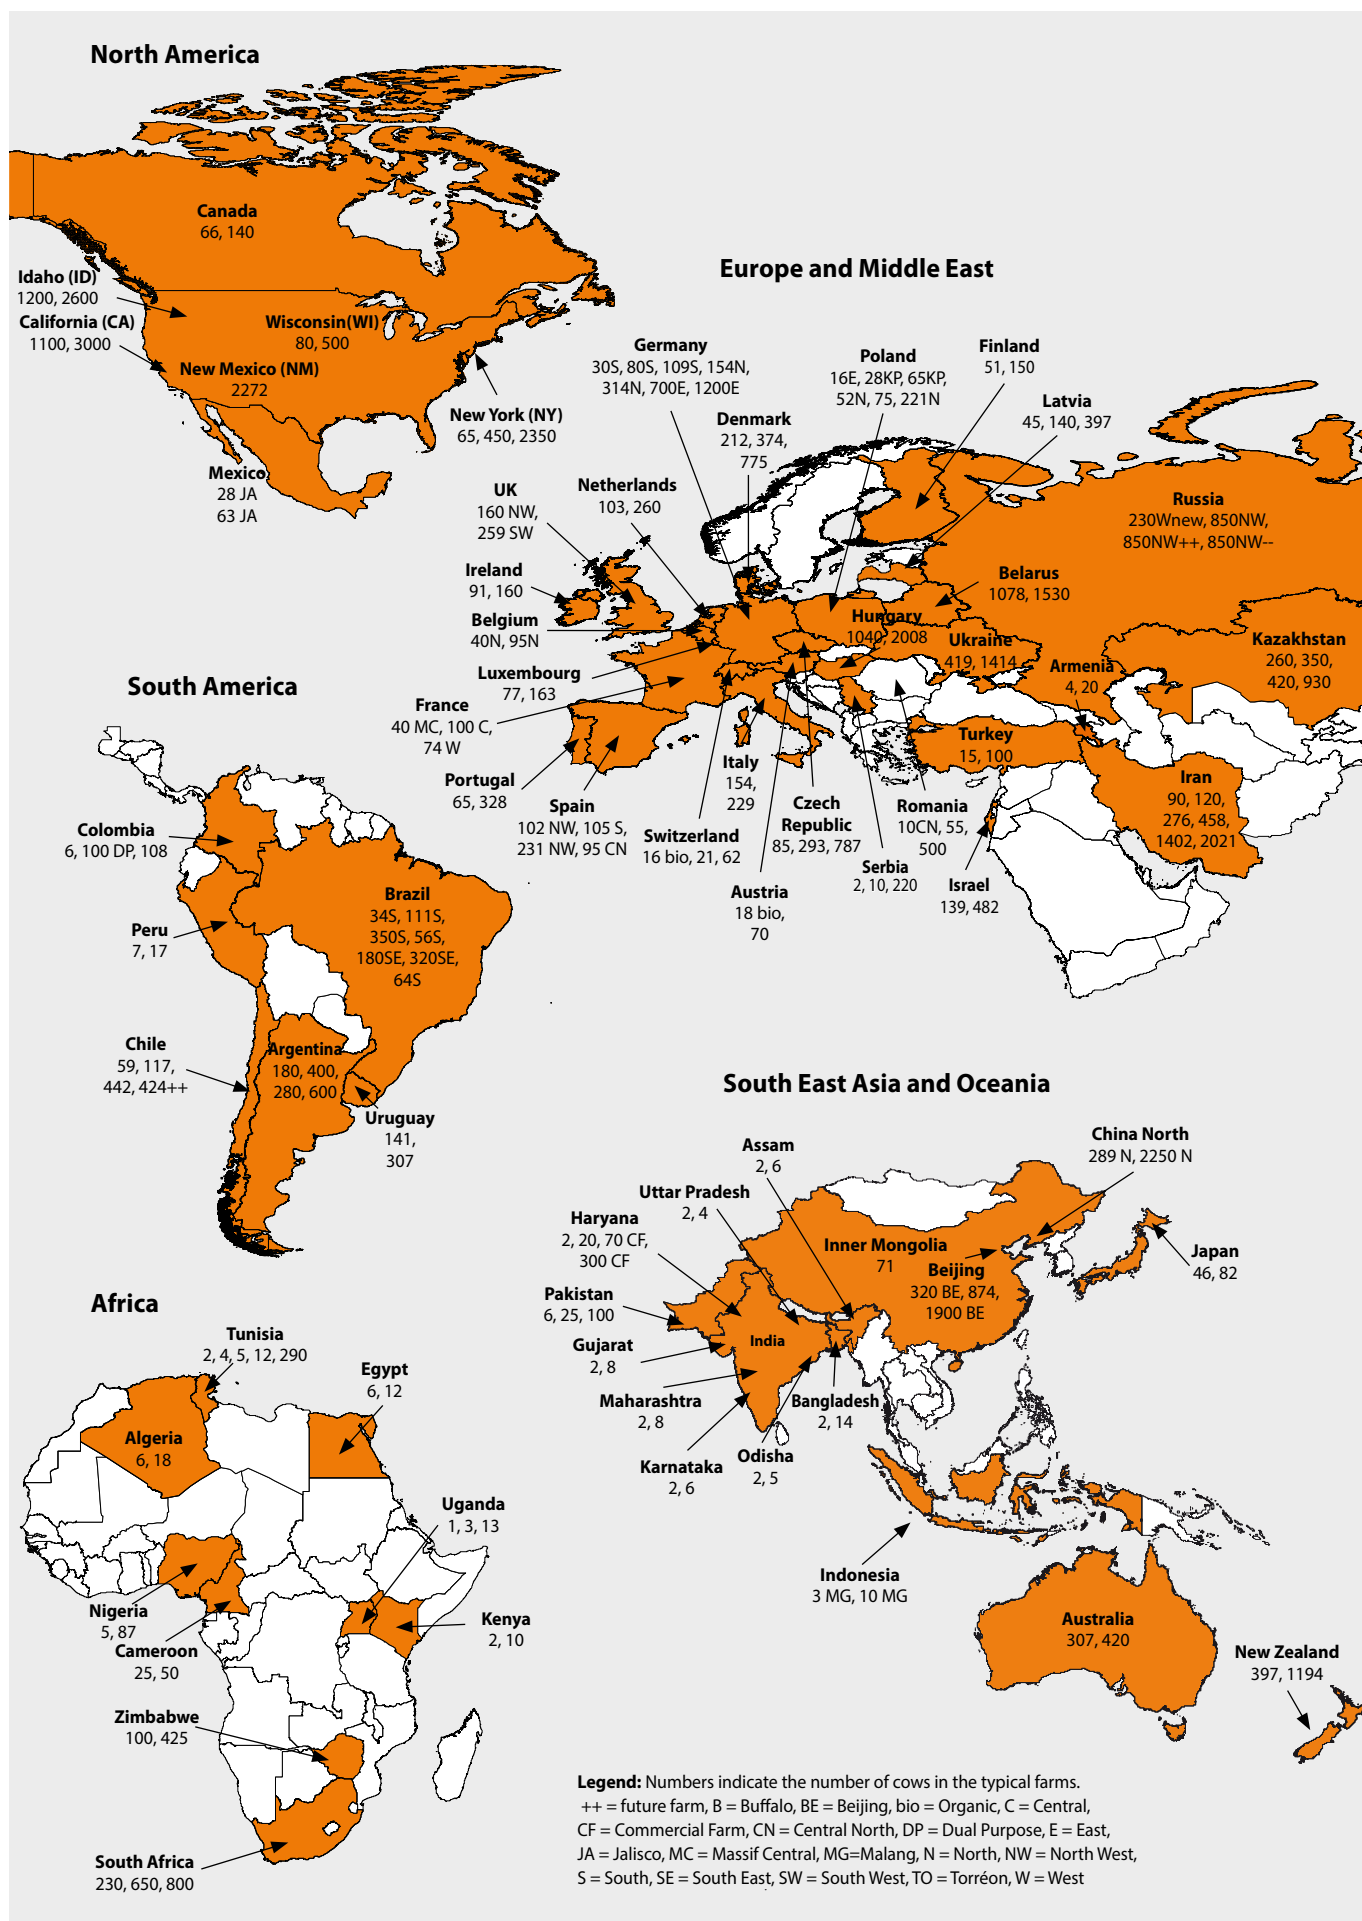 North America
Canada
66, 140
Idaho (ID)
1200, 2600
California (CA)
1100, 3000
Wisconsin(WI)
80, 500
New Mexico (NM)
2272
New York (NY)
65, 450, 2350
Mexico
28 JA
63 JA
Europe and Middle East
Germany
30S, 80S, 109S, 154N,
314N, 700E, 1200E
Poland
16E, 28KP, 65KP,
52N, 75, 221N
Finland
51, 150
Latvia
45, 140, 397
Denmark
212, 374,
775
Netherlands
103, 260
UK
160 NW,
259 SW
Ireland
91, 160
Belgium
40N, 95N
Luxembourg
77, 163
France
40 MC, 100 C,
74 W
Portugal
65, 328
Spain
102 NW, 105 S,
231 NW, 95 CN
Russia
230Wnew, 850NW,
850NW++, 850NW--
Belarus
1078, 1530
Hungary
1040, 2008
Ukraine
419, 1414
Armenia
4, 20
Kazakhstan
260, 350,
420, 930
Turkey
15, 100
Iran
90, 120,
276, 458,
1402, 2021
Italy
154,
229
Switzerland
16 bio, 21, 62
Czech
Republic
85, 293, 787
Austria
18 bio,
70
Serbia
2, 10, 220
Romania
10CN, 55,
500
Israel
139, 482
South America
Colombia
6, 100 DP, 108
Peru
7, 17
Brazil
34S, 111S,
350S, 56S,
180SE, 320SE,
64S
Chile
59, 117,
442, 424++
Argentina
180, 400,
280, 600
Uruguay
141,
307
South East Asia and Oceania
Assam
2, 6
China North
289 N, 2250 N
Uttar Pradesh
2, 4
Haryana
2, 20, 70 CF,
300 CF
Inner Mongolia
71
Beijing
320 BE, 874,
1900 BE
Japan
46, 82
Pakistan
6, 25, 100
Gujarat
2, 8
India
Maharashtra
2, 8
Bangladesh
2, 14
Karnataka
2, 6
Odisha
2, 5
Indonesia
3 MG, 10 MG
Australia
307, 420
New Zealand
397, 1194
Africa
Tunisia
2, 4, 5, 12, 290
Egypt
6, 12
Algeria
6, 18
Uganda
1, 3, 13
Nigeria
5, 87
Cameroon
25, 50
Kenya
2, 10
Zimbabwe
100, 425
South Africa
230, 650, 800
Legend: Numbers indicate the number of cows in the typical farms.
++ = future farm, B = Buffalo, BE = Beijing, bio = Organic, C = Central,
CF = Commercial Farm, CN = Central North, DP = Dual Purpose, E = East,
JA = Jalisco, MC = Massif Central, MG=Malang, N = North, NW = North West,
S = South, SE = South East, SW = South West, TO = Torréon, W = West